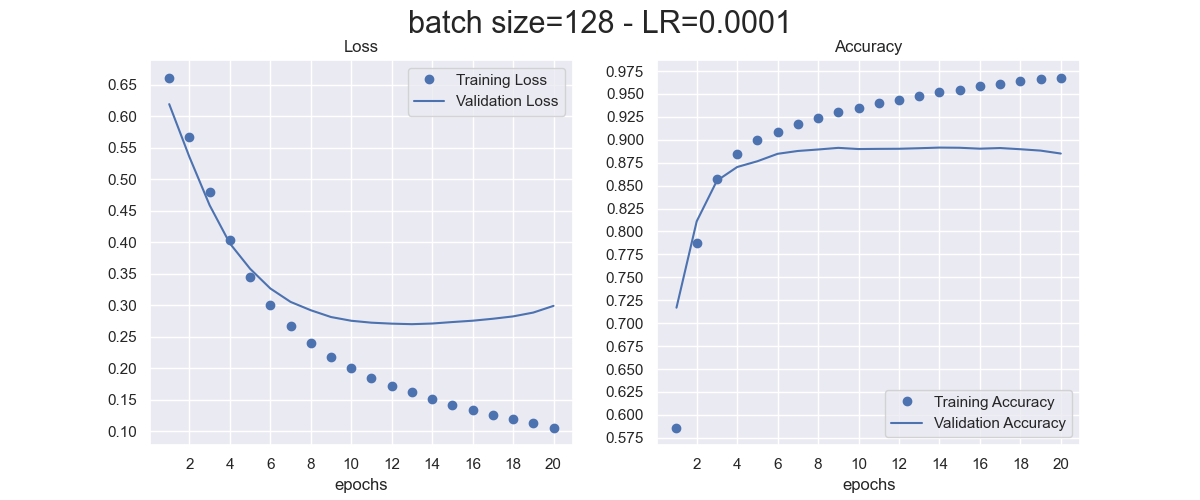 batch size=128 - LR=0.0001
Loss
0.65
0.60
0.55
0.50
0.45
0.40
0.35
0.30
0.25
0.20
0.15
0.10
Training Loss
Validation Loss
2 4 6 8 10 12 14 16 18 20
epochs
Accuracy
0.975
0.950
0.925
0.900
0.875
0.850
0.825
0.800
0.775
0.750
0.725
0.700
0.675
0.650
0.625
0.600
0.575
Training Accuracy
Validation Accuracy
2 4 6 8 10 12 14 16 18 20
epochs